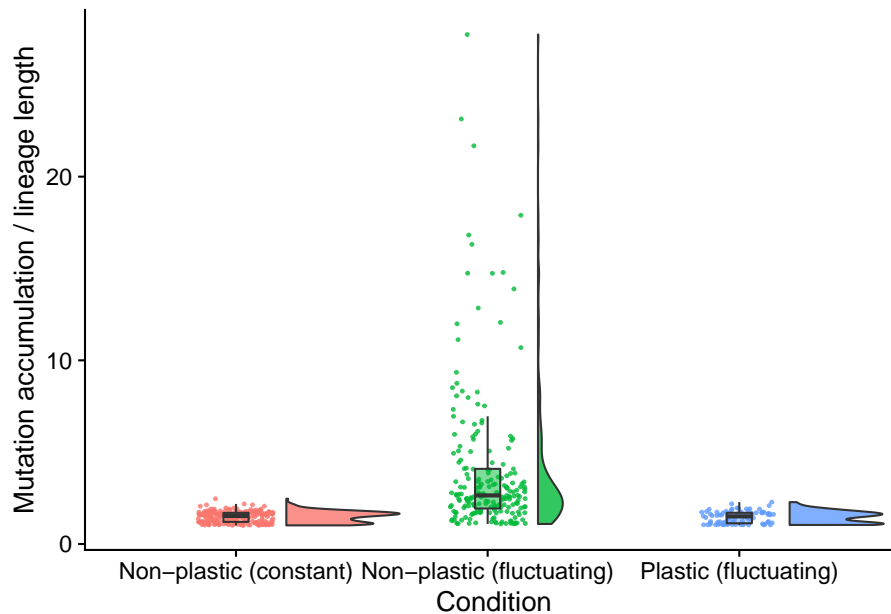 Mutation accumulation / lineage length
20
10
0
Non−plastic (constant) Non−plastic (fluctuating) Plastic (fluctuating)
Condition